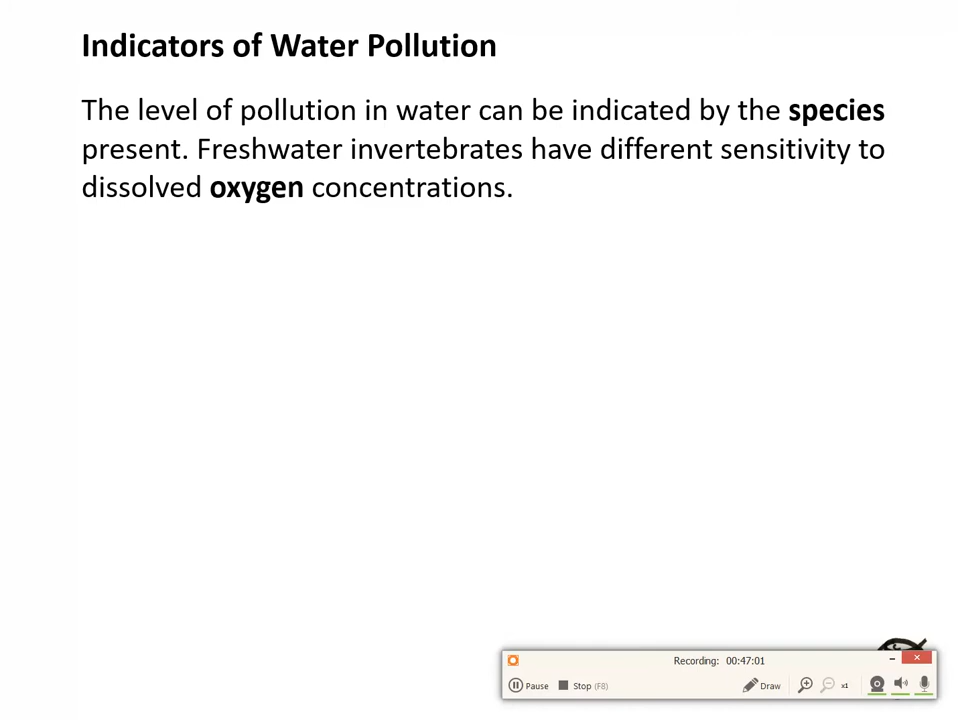 Indicators of Water Pollution
The level of pollution in water can be indicated by the species
present. Freshwater invertebrates have different sensitivity to
dissolved oxygen concentrations.
Recording: 00:47:01
Pause Stop (F8) Draw x1